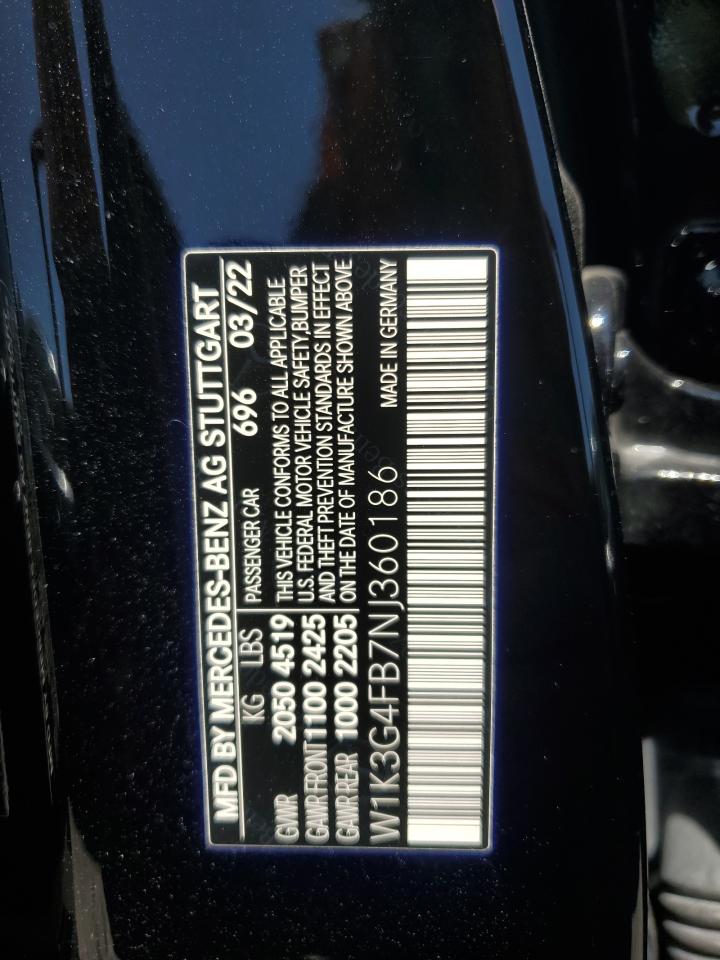 MFD BY MERCEDES-BENZ AG STUTTGART
KG LBS PASSENGER CAR 696 03/22
GVWR 2050 4519 THIS VEHICLE CONFORMS TO ALL APPLICABLE
GAWR FRONT 1100 2425 U.S. FEDERAL MOTOR VEHICLE SAFETY, BUMPER
GAWR REAR 1000 2205 AND THEFT PREVENTION STANDARDS IN EFFECT
ON THE DATE OF MANUFACTURE SHOWN ABOVE
W1K3G4FB7NJ360186 MADE IN GERMANY